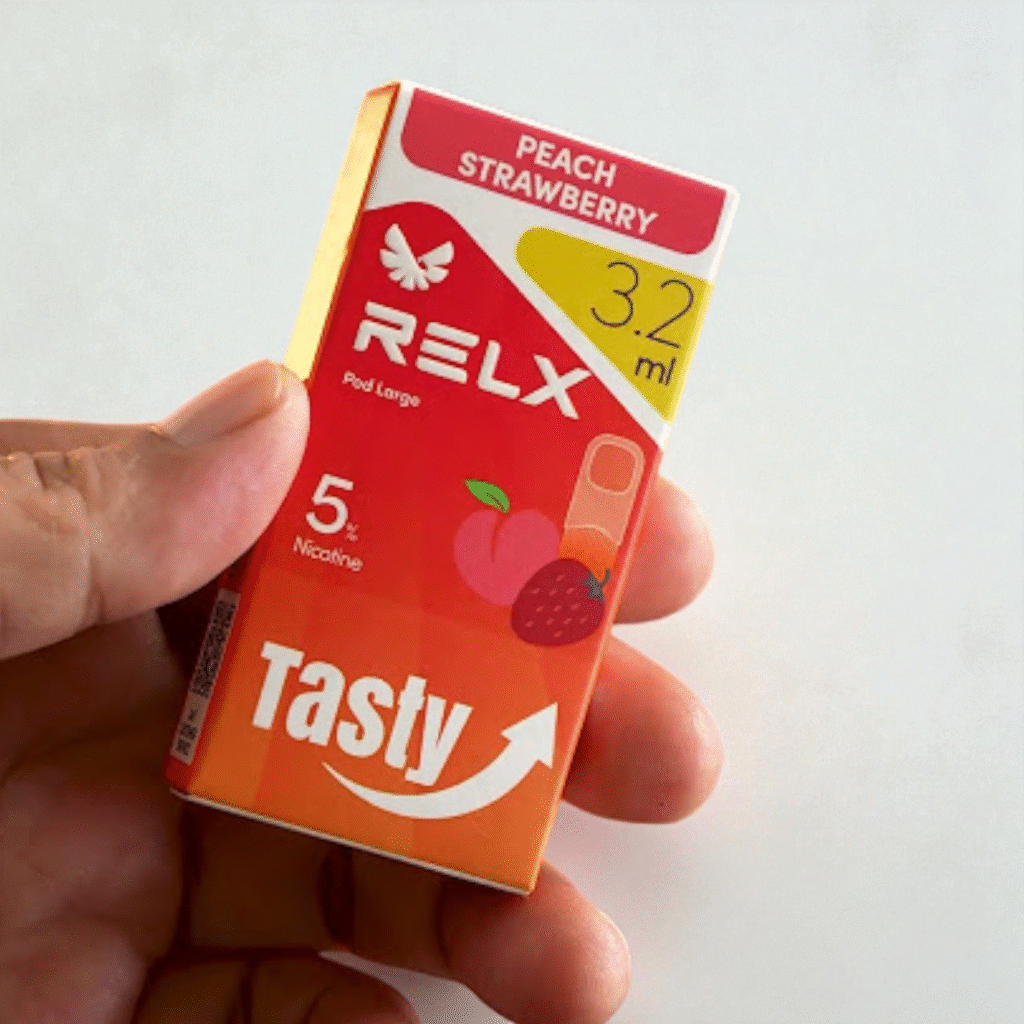 PEACH
STRAWBERRY
3.2
ml
RELX
Pod Large
5%
Nicotine
Tasty